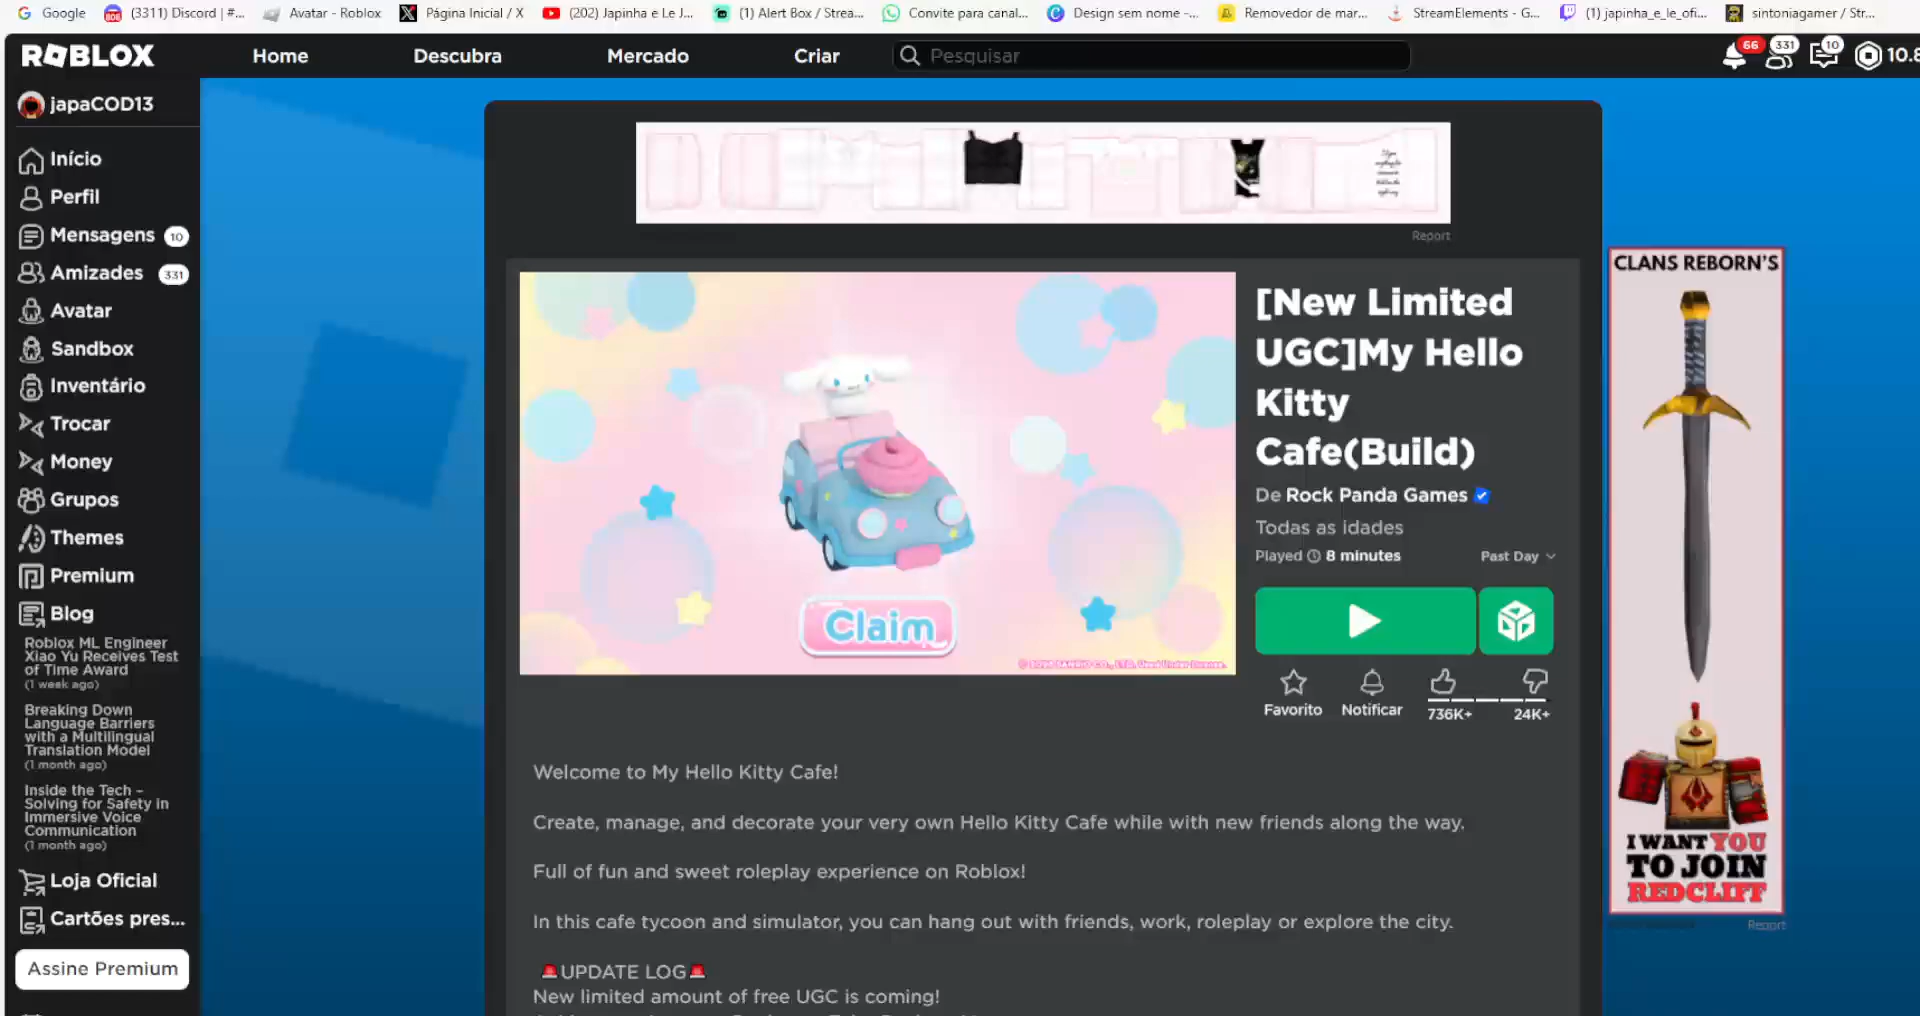 Google
(3311) Discord | #...
Avatar - Roblox
Página Inicial / X
(202) Japinha e Le J...
(1) Alert Box / Strea...
Convite para canal...
Design sem nome -...
Removedor de mar...
StreamElements - G...
(1) japinha_e_le_ofi...
sintoniagamer / Str...
ROBLOX
Home
Descubra
Mercado
Criar
Pesquisar
66
331
10
japaCOD13
Início
Perfil
Mensagens 10
Amizades 331
Avatar
Sandbox
Inventário
Trocar
Money
Grupos
Themes
Premium
Blog
Roblox ML Engineer
Xiao Yu Receives Test
of Time Award
(1 week ago)
Breaking Down
Language Barriers
with a Multilingual
Translation Model
(1 month ago)
Inside the Tech –
Solving for Safety in
Immersive Voice
Communication
(1 month ago)
Loja Oficial
Cartões pres...
Assine Premium
Report
Claim
SANRIO CO., LTD. Used Under License.
[New Limited
UGC]My Hello
Kitty
Cafe(Build)
De Rock Panda Games
Todas as idades
Played 8 minutes
Past Day
Favorito
Notificar
736K+
24K+
Welcome to My Hello Kitty Cafe!
Create, manage, and decorate your very own Hello Kitty Cafe while with new friends along the way.
Full of fun and sweet roleplay experience on Roblox!
In this cafe tycoon and simulator, you can hang out with friends, work, roleplay or explore the city.
🚨UPDATE LOG🚨
New limited amount of free UGC is coming!
CLANS REBORN'S
I WANT YOU
TO JOIN
REDCLIFF
Report